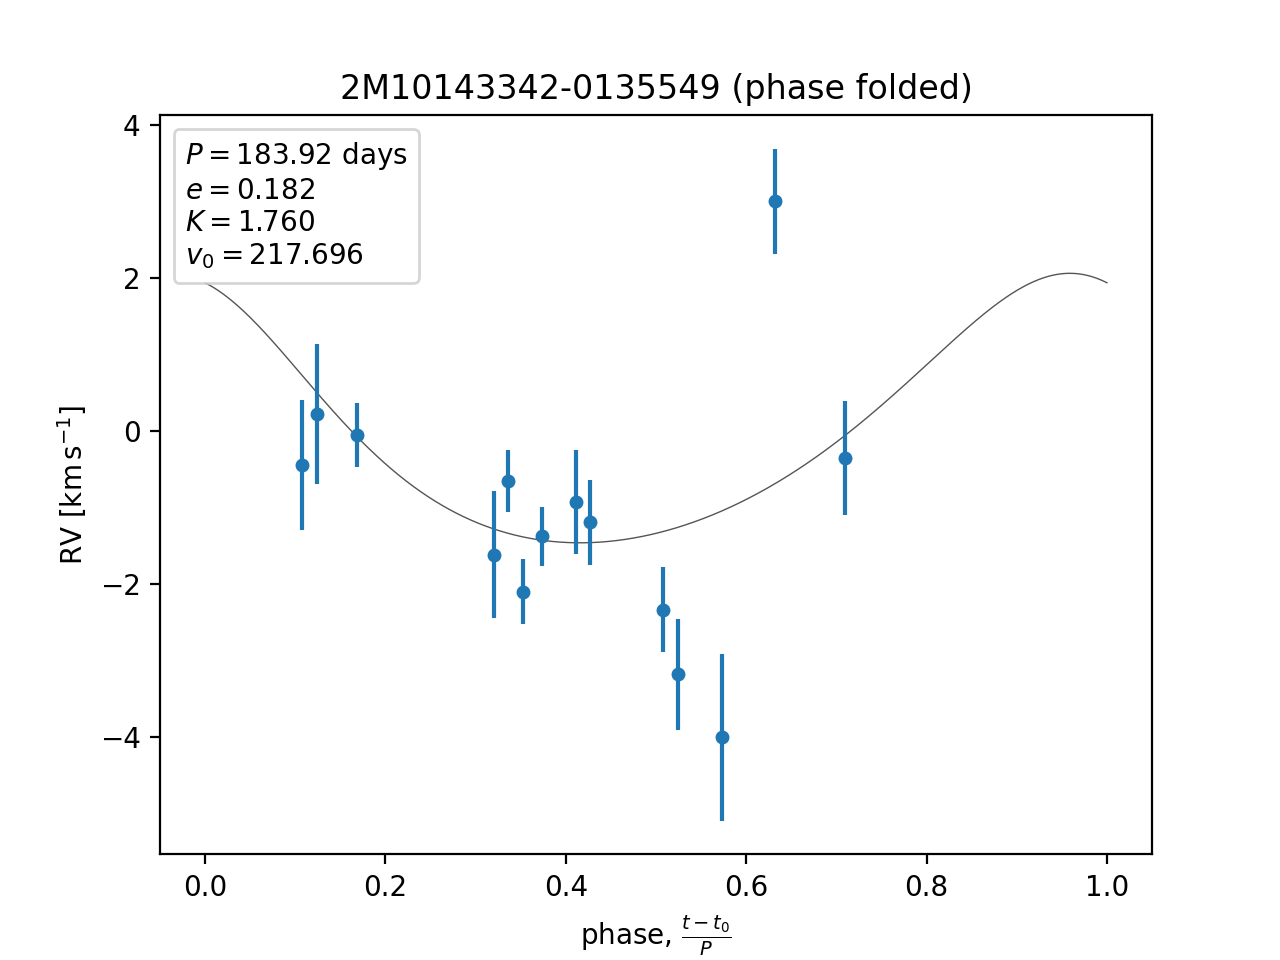 2M10143342-0135549 (phase folded)
P = 183.92 days
e = 0.182
K = 1.760
v₀ = 217.696
4
2
0
−2
−4
RV [km s⁻¹]
0.0 0.2 0.4 0.6 0.8 1.0
phase, (t − t₀)/P